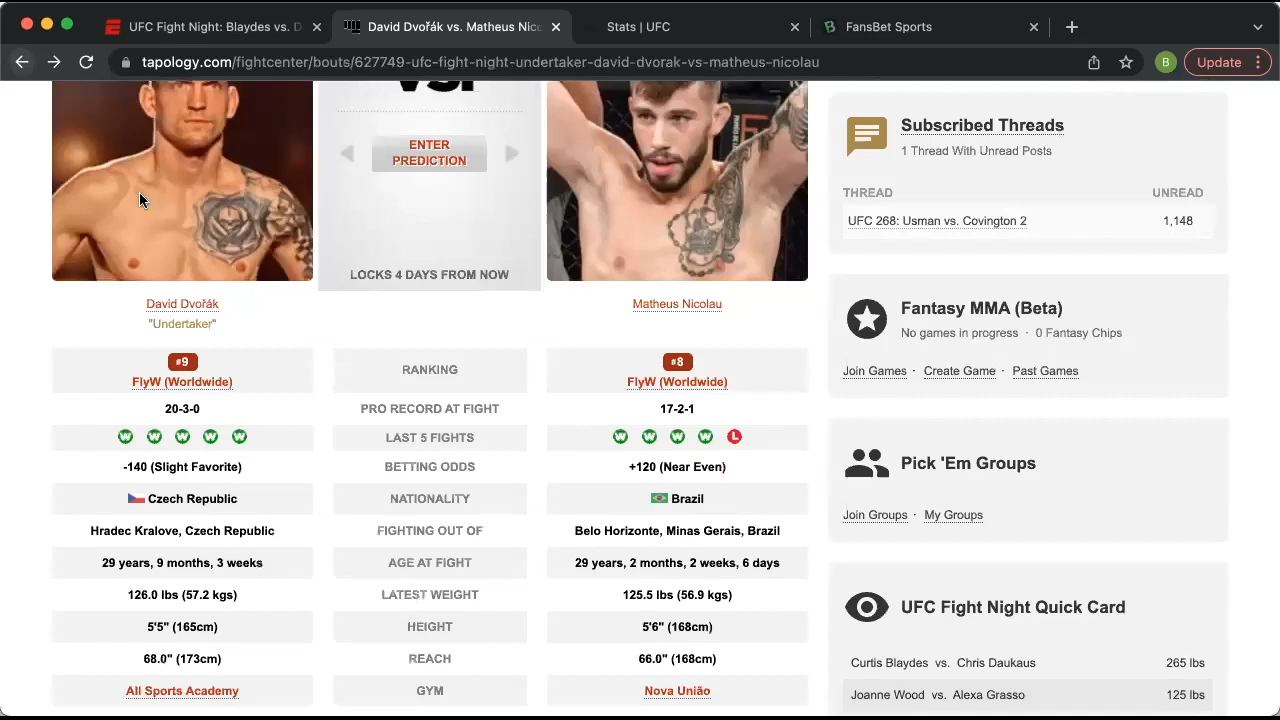 UFC Fight Night: Blaydes vs. D
David Dvořák vs. Matheus Nico
Stats | UFC
FansBet Sports
tapology.com/fightcenter/bouts/627749-ufc-fight-night-undertaker-david-dvorak-vs-matheus-nicolau
B
Update
ENTER
PREDICTION
LOCKS 4 DAYS FROM NOW
David Dvořák
"Undertaker"
Matheus Nicolau
#9
FlyW (Worldwide)
RANKING
#8
FlyW (Worldwide)
20-3-0
PRO RECORD AT FIGHT
17-2-1
W W W W W
LAST 5 FIGHTS
W W W W L
-140 (Slight Favorite)
BETTING ODDS
+120 (Near Even)
Czech Republic
NATIONALITY
Brazil
Hradec Kralove, Czech Republic
FIGHTING OUT OF
Belo Horizonte, Minas Gerais, Brazil
29 years, 9 months, 3 weeks
AGE AT FIGHT
29 years, 2 months, 2 weeks, 6 days
126.0 lbs (57.2 kgs)
LATEST WEIGHT
125.5 lbs (56.9 kgs)
5'5" (165cm)
HEIGHT
5'6" (168cm)
68.0" (173cm)
REACH
66.0" (168cm)
All Sports Academy
GYM
Nova União
Subscribed Threads
1 Thread With Unread Posts
THREAD
UNREAD
UFC 268: Usman vs. Covington 2
1,148
Fantasy MMA (Beta)
No games in progress · 0 Fantasy Chips
Join Games · Create Game · Past Games
Pick 'Em Groups
Join Groups · My Groups
UFC Fight Night Quick Card
Curtis Blaydes vs. Chris Daukaus
265 lbs
Joanne Wood vs. Alexa Grasso
125 lbs